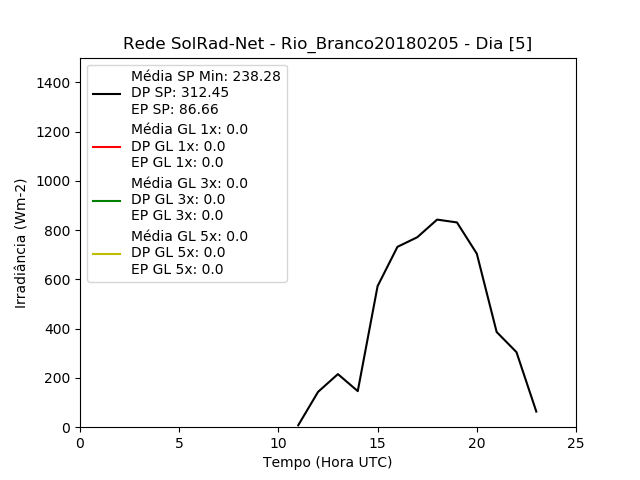 Rede SolRad-Net - Rio_Branco20180205 - Dia [5]
Média SP Min: 238.28
DP SP: 312.45
EP SP: 86.66
Média GL 1x: 0.0
DP GL 1x: 0.0
EP GL 1x: 0.0
Média GL 3x: 0.0
DP GL 3x: 0.0
EP GL 3x: 0.0
Média GL 5x: 0.0
DP GL 5x: 0.0
EP GL 5x: 0.0
Irradiância (Wm-2)
1400
1200
1000
800
600
400
200
0
0 5 10 15 20 25
Tempo (Hora UTC)